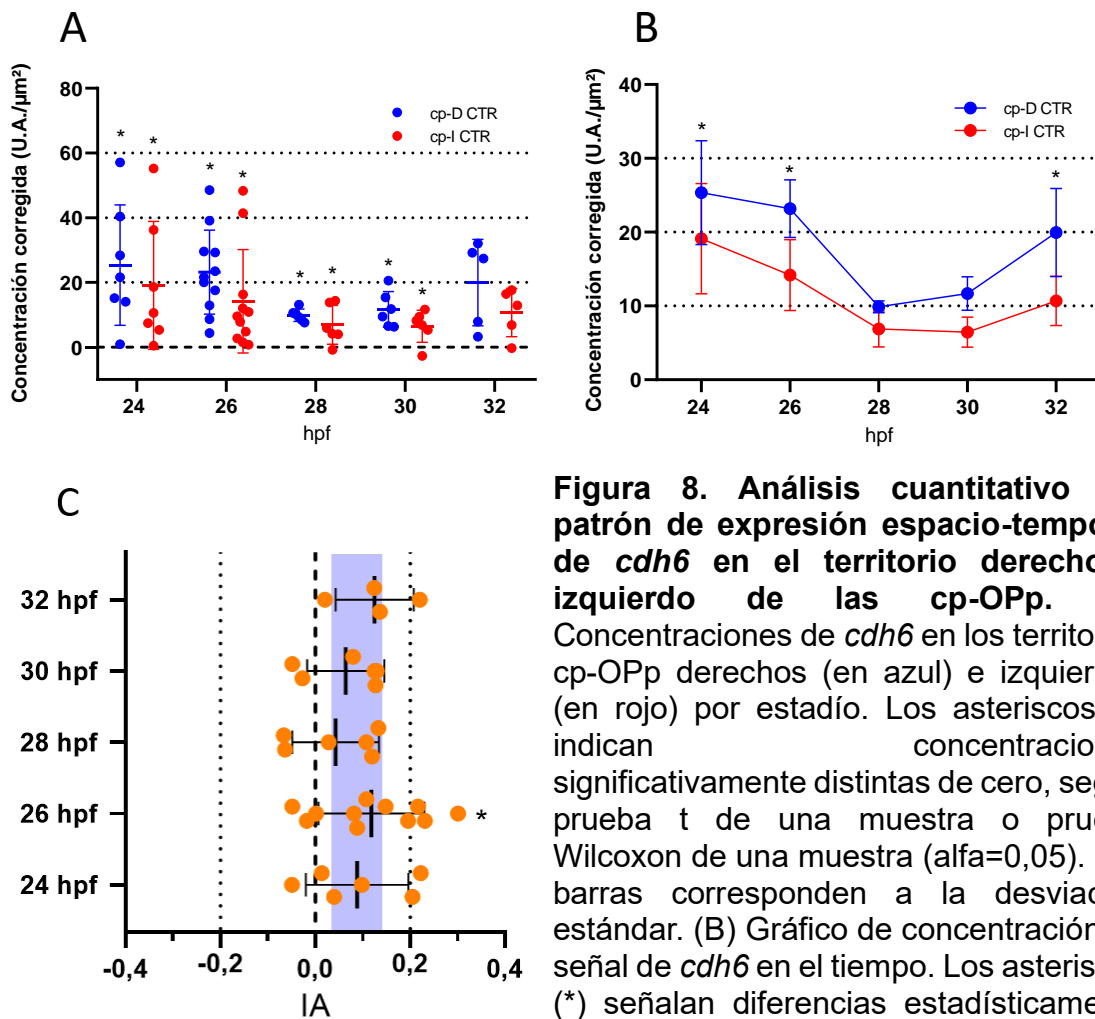 A
Concentración corregida (U.A./µm²)
80
60
40
20
0
cp-D CTR
cp-I CTR
* * * * * * * *
24 26 28 30 32
hpf
B
Concentración corregida (U.A./µm²)
40
30
20
10
0
cp-D CTR
cp-I CTR
* * *
24 26 28 30 32
hpf
C
32 hpf
30 hpf
28 hpf
26 hpf
24 hpf
*
-0,4 -0,2 0,0 0,2 0,4
IA
Figura 8. Análisis cuantitativo
patrón de expresión espacio-tempo
de cdh6 en el territorio derecho
izquierdo de las cp-OPp.
Concentraciones de cdh6 en los territo
cp-OPp derechos (en azul) e izquier
(en rojo) por estadío. Los asteriscos
indican concentracio
significativamente distintas de cero, seg
prueba t de una muestra o prue
Wilcoxon de una muestra (alfa=0,05).
barras corresponden a la desviac
estándar. (B) Gráfico de concentración
señal de cdh6 en el tiempo. Los asteris
(*) señalan diferencias estadísticame